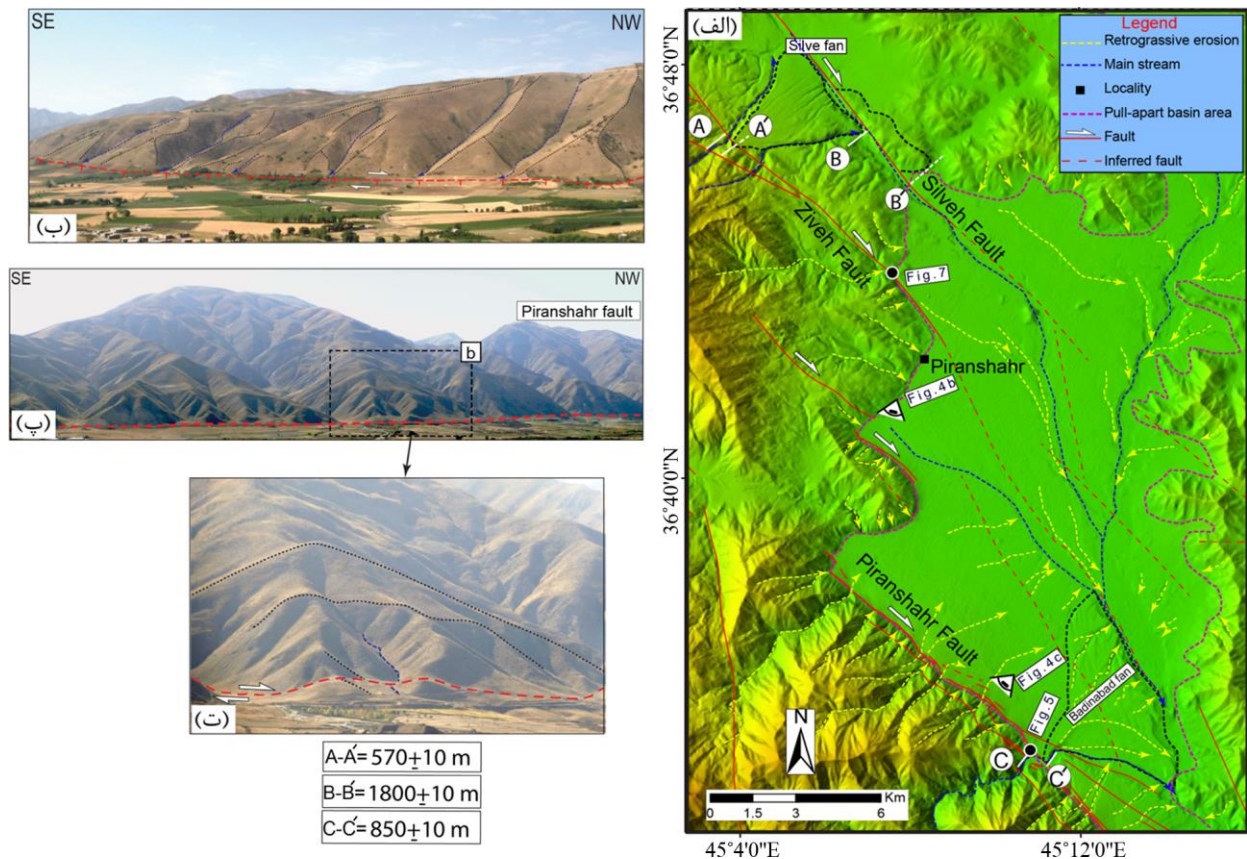 SE
NW
(ب)
SE
NW
Piranshahr fault
b
(پ)
(ت)
A-A´= 570±10 m
B-B´= 1800±10 m
C-C´= 850±10 m
(الف)
Legend
Retrograssive erosion
Main stream
Locality
Pull-apart basin area
Fault
Inferred fault
Silve fan
36°48'0"N
A
A´
B
B´
Silveh Fault
Ziveh Fault
Fig.7
Piranshahr
Fig.4b
36°40'0"N
Piranshahr Fault
Fig.4c
Fig.5
Badinabad fan
N
C
C´
Km
0 1.5 3 6
45°4'0"E
45°12'0"E